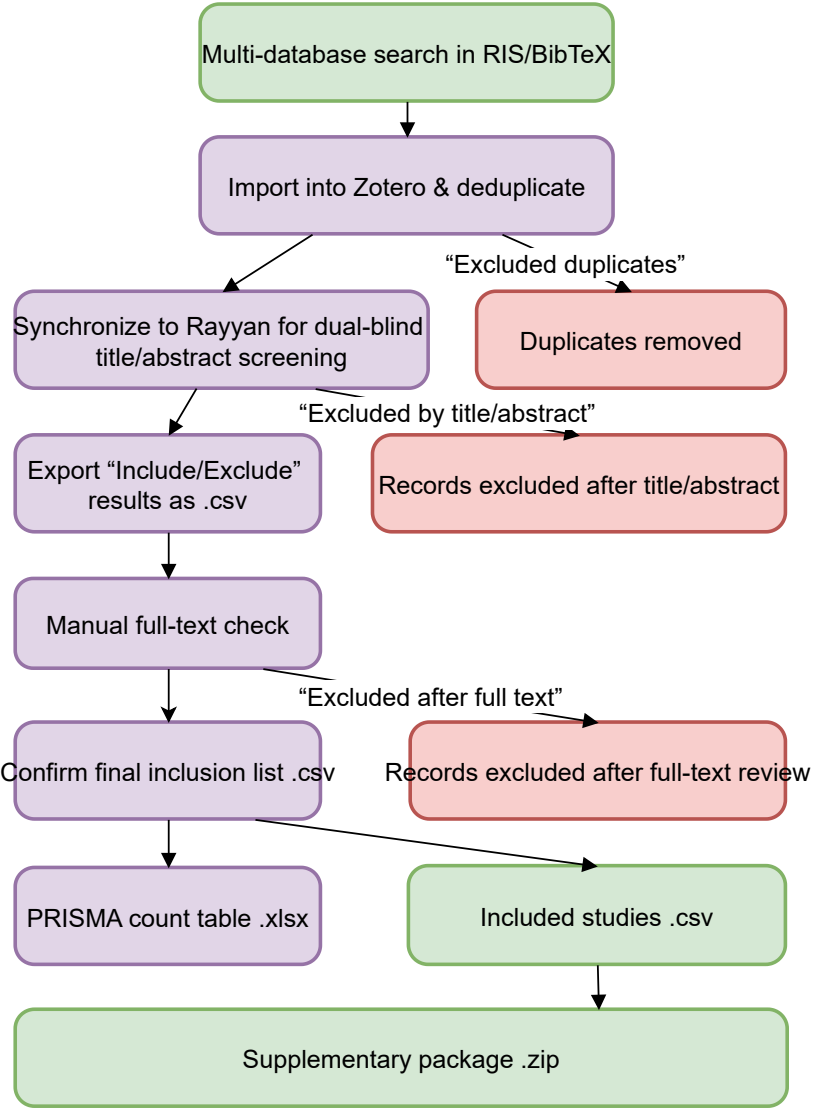 Multi-database search in RIS/BibTeX
Import into Zotero & deduplicate
“Excluded duplicates”
Synchronize to Rayyan for dual-blind
title/abstract screening
Duplicates removed
“Excluded by title/abstract”
Export “Include/Exclude”
results as .csv
Records excluded after title/abstract
Manual full-text check
“Excluded after full text”
Confirm final inclusion list .csv
Records excluded after full-text review
PRISMA count table .xlsx
Included studies .csv
Supplementary package .zip